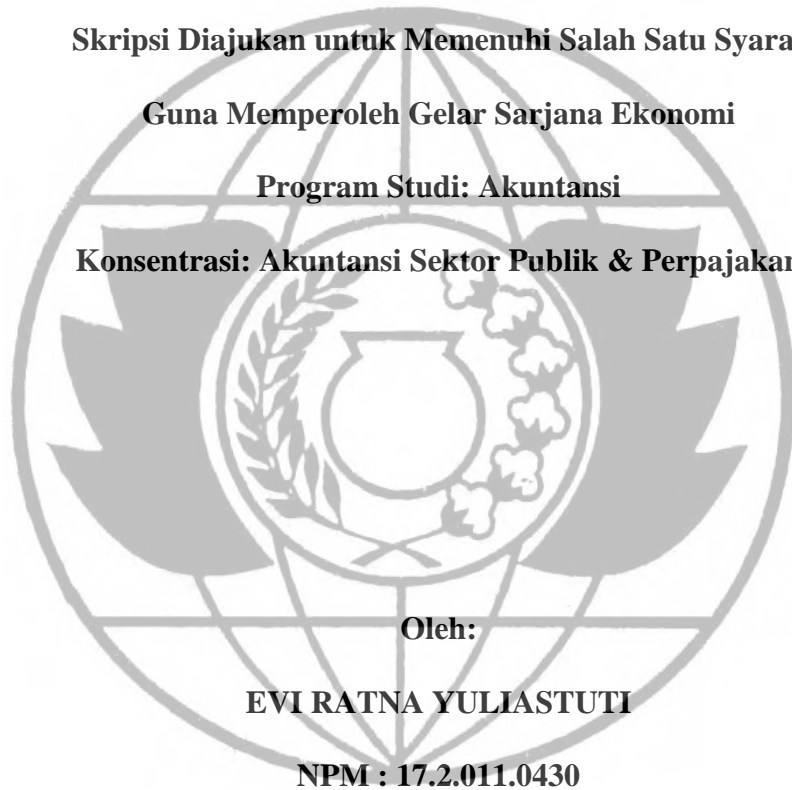 Skripsi Diajukan untuk Memenuhi Salah Satu Syara
Guna Memperoleh Gelar Sarjana Ekonomi
Program Studi: Akuntansi
Konsentrasi: Akuntansi Sektor Publik & Perpajakan
Oleh:
EVI RATNA YULIASTUTI
NPM : 17.2.011.0430